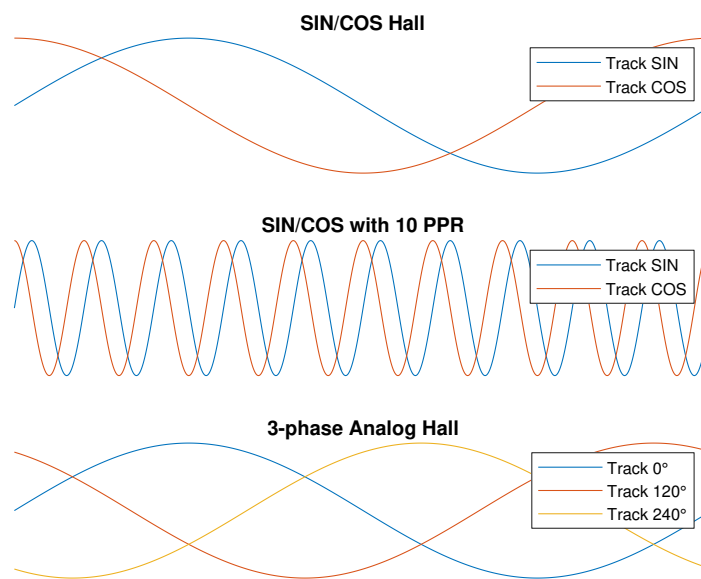 SIN/COS Hall
Track SIN
Track COS
SIN/COS with 10 PPR
Track SIN
Track COS
3-phase Analog Hall
Track 0°
Track 120°
Track 240°